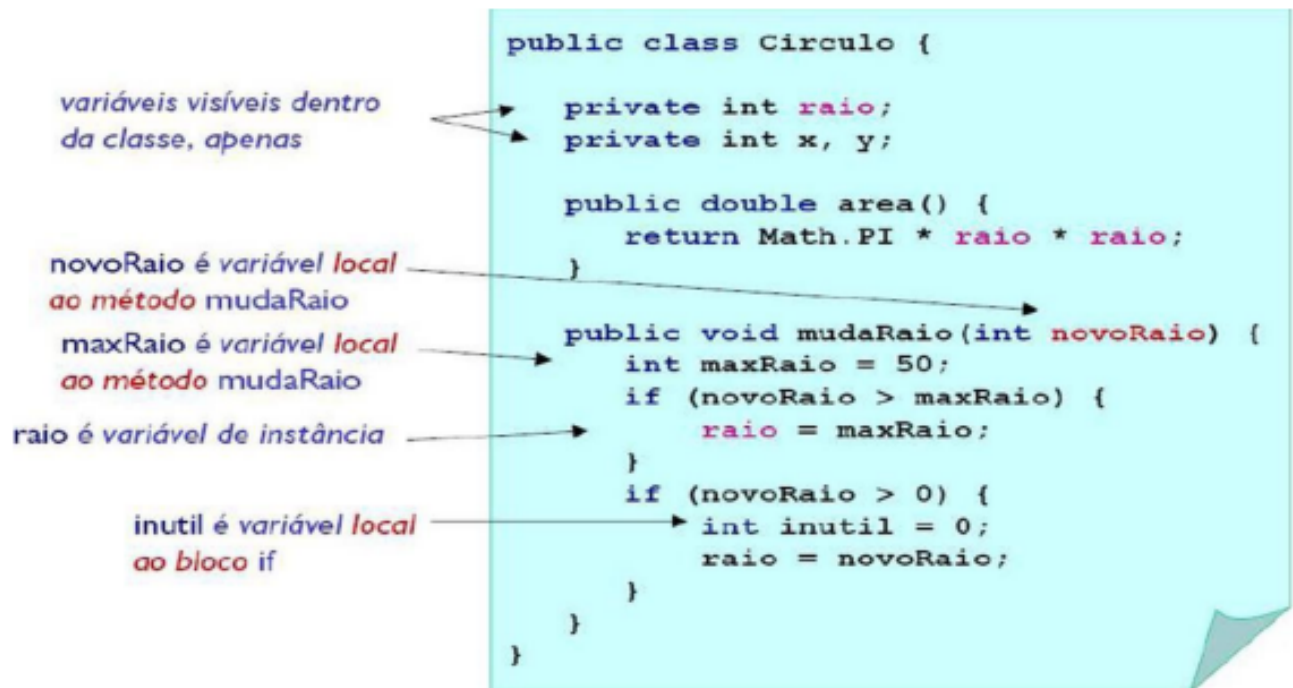 public class Circulo {
variáveis visíveis dentro
da classe, apenas
private int raio;
private int x, y;
public double area() {
return Math.PI * raio * raio;
}
novoRaio é variável local
ao método mudaRaio
public void mudaRaio(int novoRaio) {
maxRaio é variável local
ao método mudaRaio
int maxRaio = 50;
if (novoRaio > maxRaio) {
raio é variável de instância
raio = maxRaio;
}
if (novoRaio > 0) {
inutil é variável local
ao bloco if
int inutil = 0;
raio = novoRaio;
}
}
}